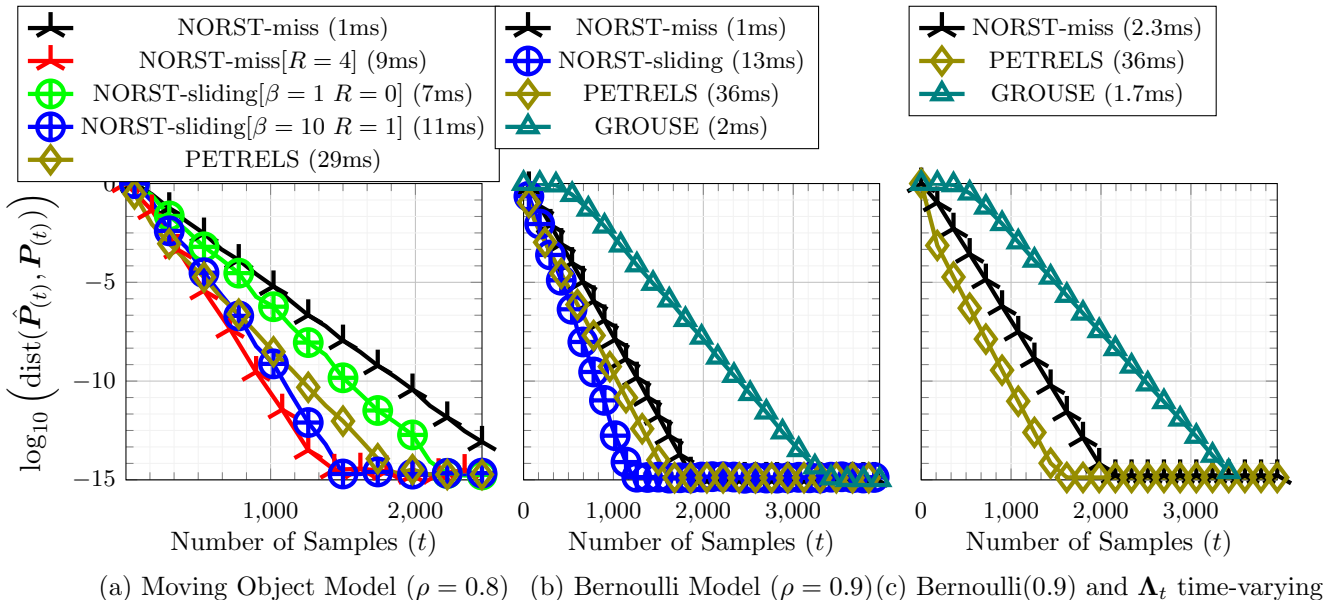 NORST-miss (1ms)
NORST-miss[R = 4] (9ms)
NORST-sliding[β = 1 R = 0] (7ms)
NORST-sliding[β = 10 R = 1] (11ms)
PETRELS (29ms)
NORST-miss (1ms)
NORST-sliding (13ms)
PETRELS (36ms)
GROUSE (2ms)
NORST-miss (2.3ms)
PETRELS (36ms)
GROUSE (1.7ms)
log₁₀ (dist(P̂₍ₜ₎, P₍ₜ₎))
0
−5
−10
−15
1,000
2,000
Number of Samples (t)
(a) Moving Object Model (ρ = 0.8)
0
1,000
2,000
3,000
Number of Samples (t)
(b) Bernoulli Model (ρ = 0.9)
0
1,000
2,000
3,000
Number of Samples (t)
(c) Bernoulli(0.9) and Λₜ time-varying